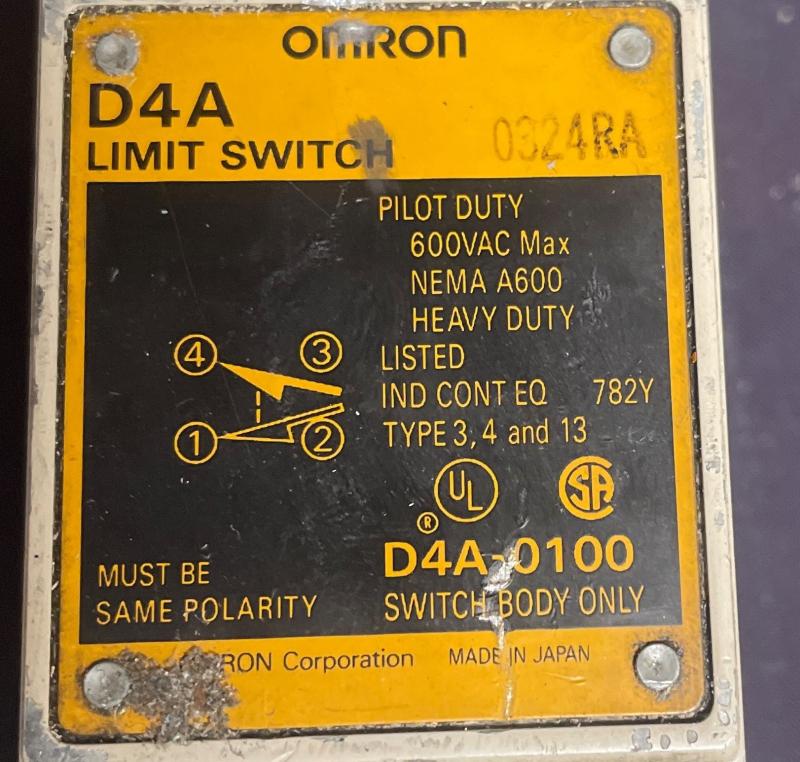 OMRON
D4A
LIMIT SWITCH
0324RA
PILOT DUTY
600VAC Max
NEMA A600
HEAVY DUTY
④ ③
LISTED
IND CONT EQ 782Y
① ②
TYPE 3, 4 and 13
UL
®
SA
D4A-0100
MUST BE
SAME POLARITY
SWITCH BODY ONLY
Corporation
MADE IN JAPAN